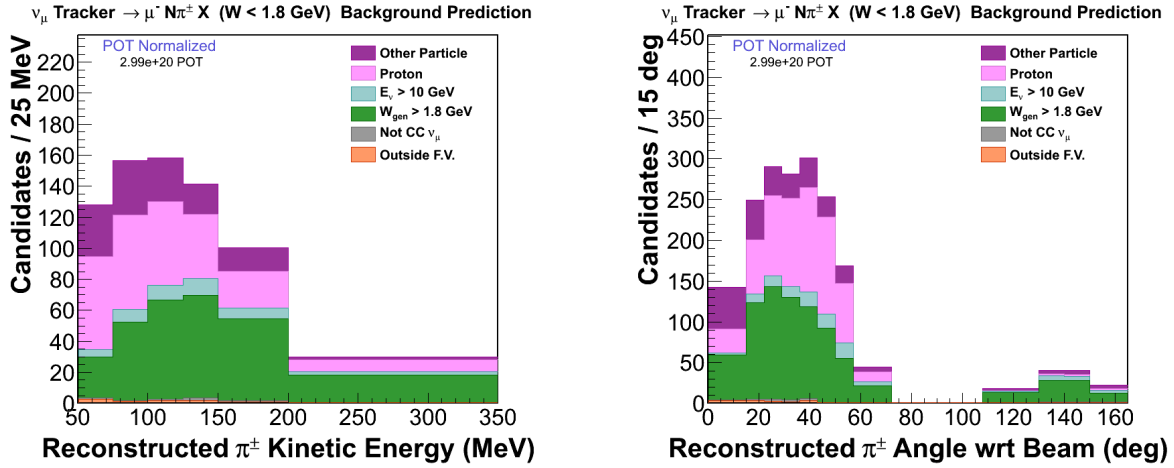 ν_μ Tracker → μ⁻ Nπ± X (W < 1.8 GeV) Background Prediction
POT Normalized
2.99e+20 POT
Other Particle
Proton
E_ν > 10 GeV
W_gen > 1.8 GeV
Not CC ν_μ
Outside F.V.
Candidates / 25 MeV
220
200
180
160
140
120
100
80
60
40
20
0
50 100 150 200 250 300 350
Reconstructed π± Kinetic Energy (MeV)
ν_μ Tracker → μ⁻ Nπ± X (W < 1.8 GeV) Background Prediction
POT Normalized
2.99e+20 POT
Other Particle
Proton
E_ν > 10 GeV
W_gen > 1.8 GeV
Not CC ν_μ
Outside F.V.
Candidates / 15 deg
450
400
350
300
250
200
150
100
50
0
0 20 40 60 80 100 120 140 160
Reconstructed π± Angle wrt Beam (deg)